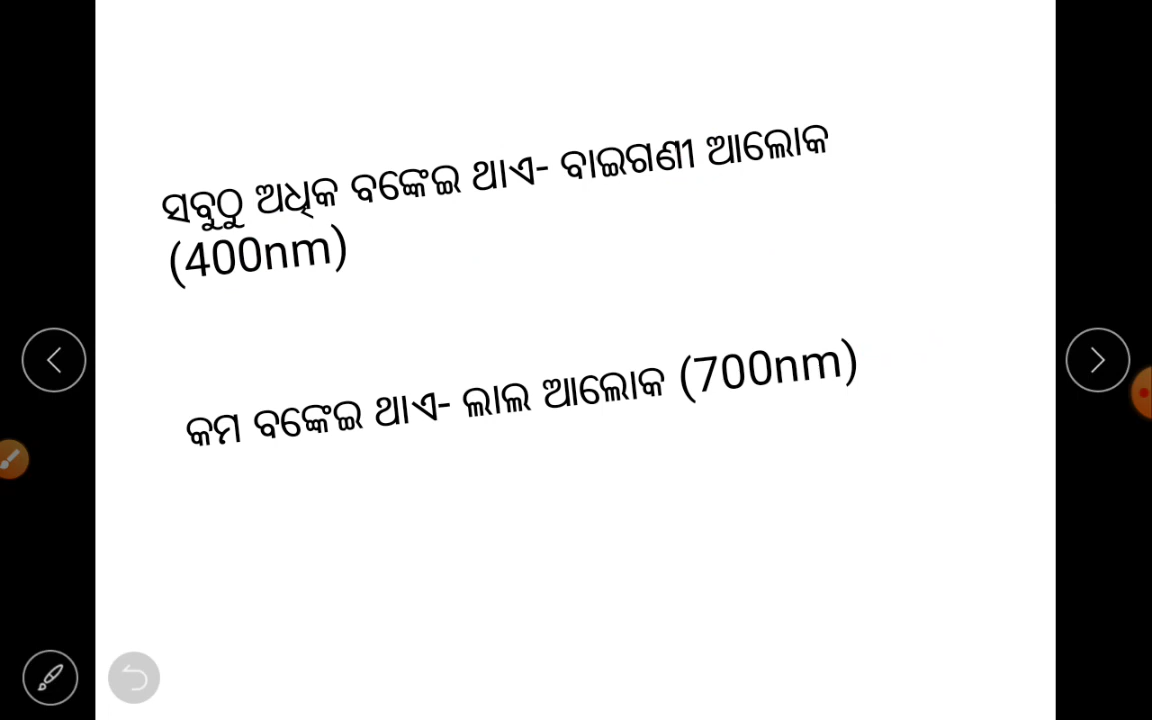 ସବୁଠୁ ଅଧିକ ବଙ୍କେଇ ଥାଏ- ବାଇଗଣୀ ଆଲୋକ
(400nm)
କମ ବଙ୍କେଇ ଥାଏ- ଲାଲ ଆଲୋକ (700nm)